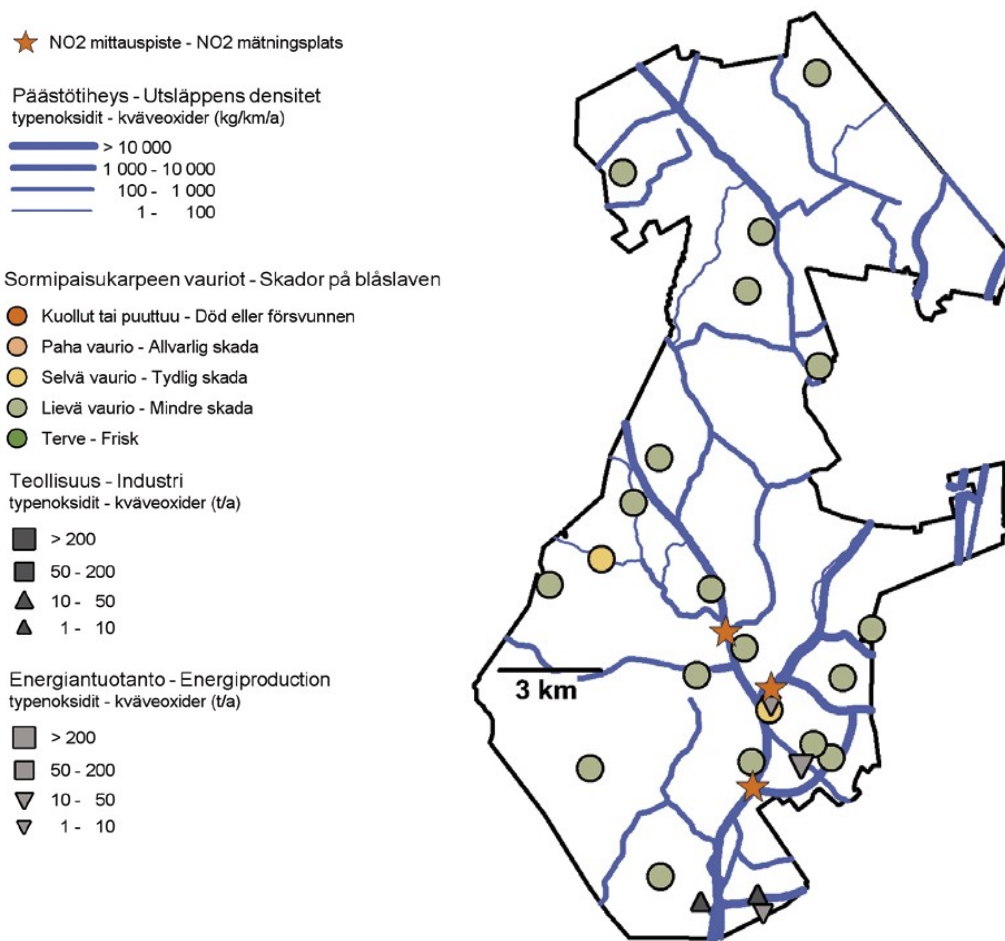 NO2 mittauspiste - NO2 mätningsplats
Päästötiheys - Utsläppens densitet
typenoksidit - kväveoxider (kg/km/a)
> 10 000
1 000 - 10 000
100 - 1 000
1 - 100
Sormipaisukarpeen vauriot - Skador på blåslaven
Kuollut tai puuttuu - Död eller försvunnen
Paha vaurio - Allvarlig skada
Selvä vaurio - Tydlig skada
Lievä vaurio - Mindre skada
Terve - Frisk
Teollisuus - Industri
typenoksidit - kväveoxider (t/a)
> 200
50 - 200
10 - 50
1 - 10
Energiantuotanto - Energiproduction
typenoksidit - kväveoxider (t/a)
> 200
50 - 200
10 - 50
1 - 10
3 km